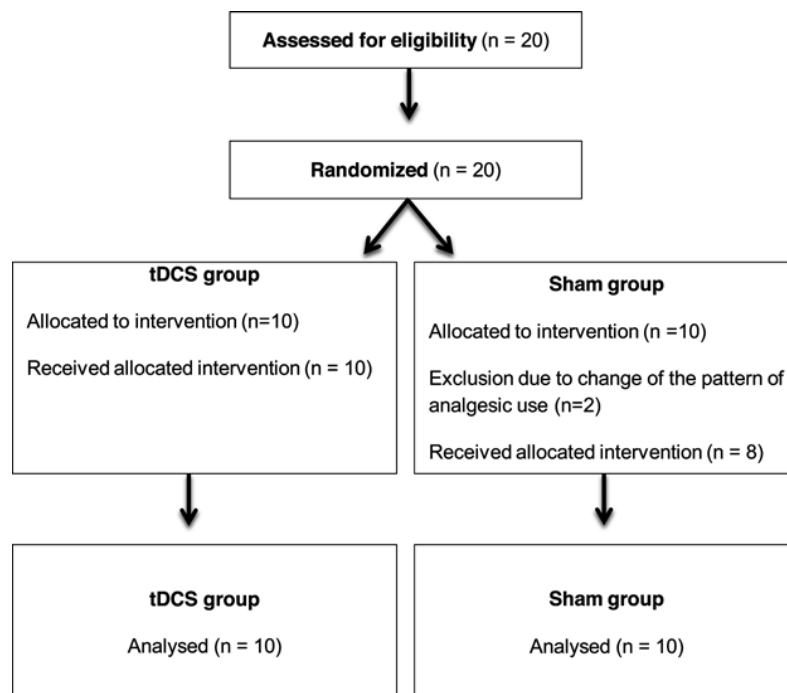 Assessed for eligibility (n = 20)
Randomized (n = 20)
tDCS group
Allocated to intervention (n=10)
Received allocated intervention (n = 10)
Sham group
Allocated to intervention (n =10)
Exclusion due to change of the pattern of
analgesic use (n=2)
Received allocated intervention (n = 8)
tDCS group
Analysed (n = 10)
Sham group
Analysed (n = 10)